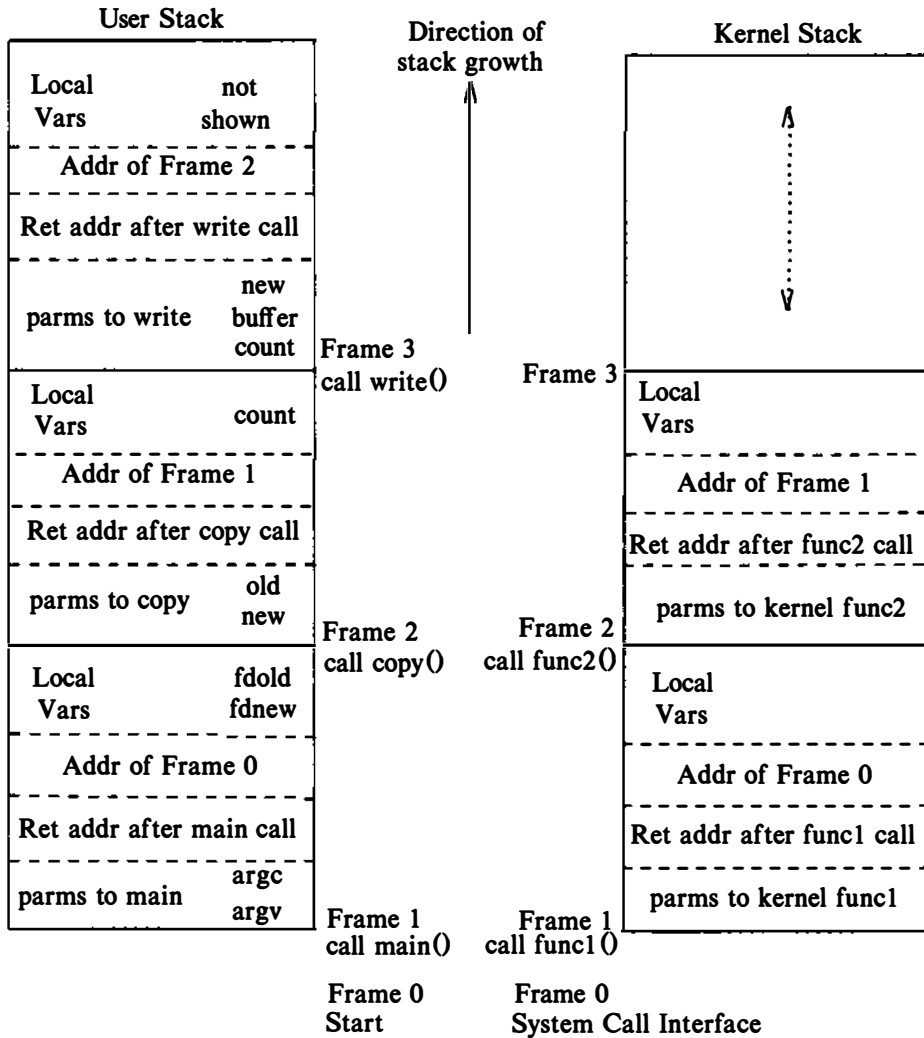 User Stack
Direction of
stack growth
Kernel Stack
Local not
Vars shown
Addr of Frame 2
Ret addr after write call
new
parms to write buffer
count
Frame 3
call write()
Local
Vars count
Addr of Frame 1
Ret addr after copy call
parms to copy old
new
Frame 2
call copy()
Local fdold
Vars fdnew
Addr of Frame 0
Ret addr after main call
parms to main argc
argv
Frame 1
call main()
Frame 0
Start
Frame 3
Local
Vars
Addr of Frame 1
Ret addr after func2 call
parms to kernel func2
Frame 2
call func2()
Local
Vars
Addr of Frame 0
Ret addr after func1 call
parms to kernel func1
Frame 1
call func1()
Frame 0
System Call Interface